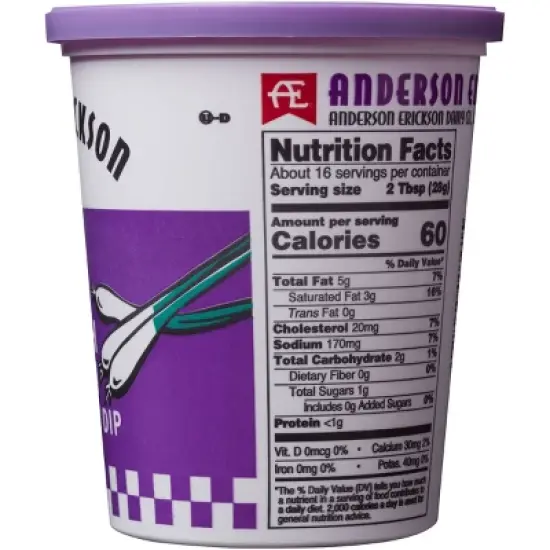 CKSON
U-D
DIP
Æ
ANDERSON E
ANDERSON ERICKSON DAIRY CO.
Nutrition Facts
About 16 servings per container
Serving size 2 Tbsp (28g)
Amount per serving
Calories 60
% Daily Value*
Total Fat 5g 7%
Saturated Fat 3g 16%
Trans Fat 0g
Cholesterol 20mg 7%
Sodium 170mg 7%
Total Carbohydrate 2g 1%
Dietary Fiber 0g 0%
Total Sugars 1g
Includes 0g Added Sugars 0%
Protein <1g
Vit. D 0mcg 0% • Calcium 30mg 2%
Iron 0mg 0% • Potas. 40mg 0%
*The % Daily Value (DV) tells you how much
a nutrient in a serving of food contributes to
a daily diet. 2,000 calories a day is used for
general nutrition advice.